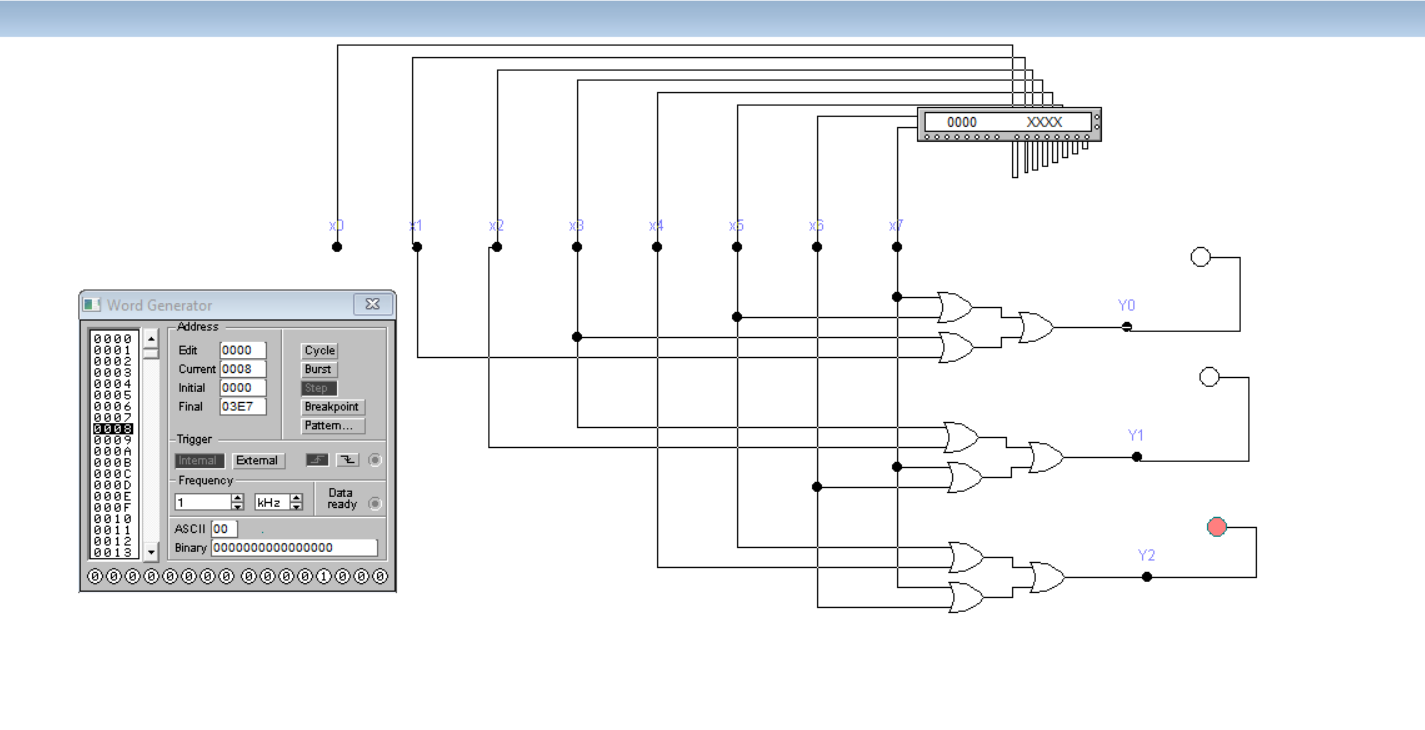 0000 XXXX
x0 x1 x2 x3 x4 x5 x6 x7
Y0
Y1
Y2
Word Generator
0000
0001
0002
0003
0004
0005
0006
0007
0008
0009
000A
000B
000C
000D
000E
000F
0010
0011
0012
0013
Address
Edit 0000
Current 0008
Initial 0000
Final 03E7
Cycle
Burst
Step
Breakpoint
Pattern...
Trigger
Internal External
Frequency
1 kHz
Data
ready
ASCII 00 .
Binary 0000000000000000
0 0 0 0 0 0 0 0 0 0 0 0 1 0 0 0